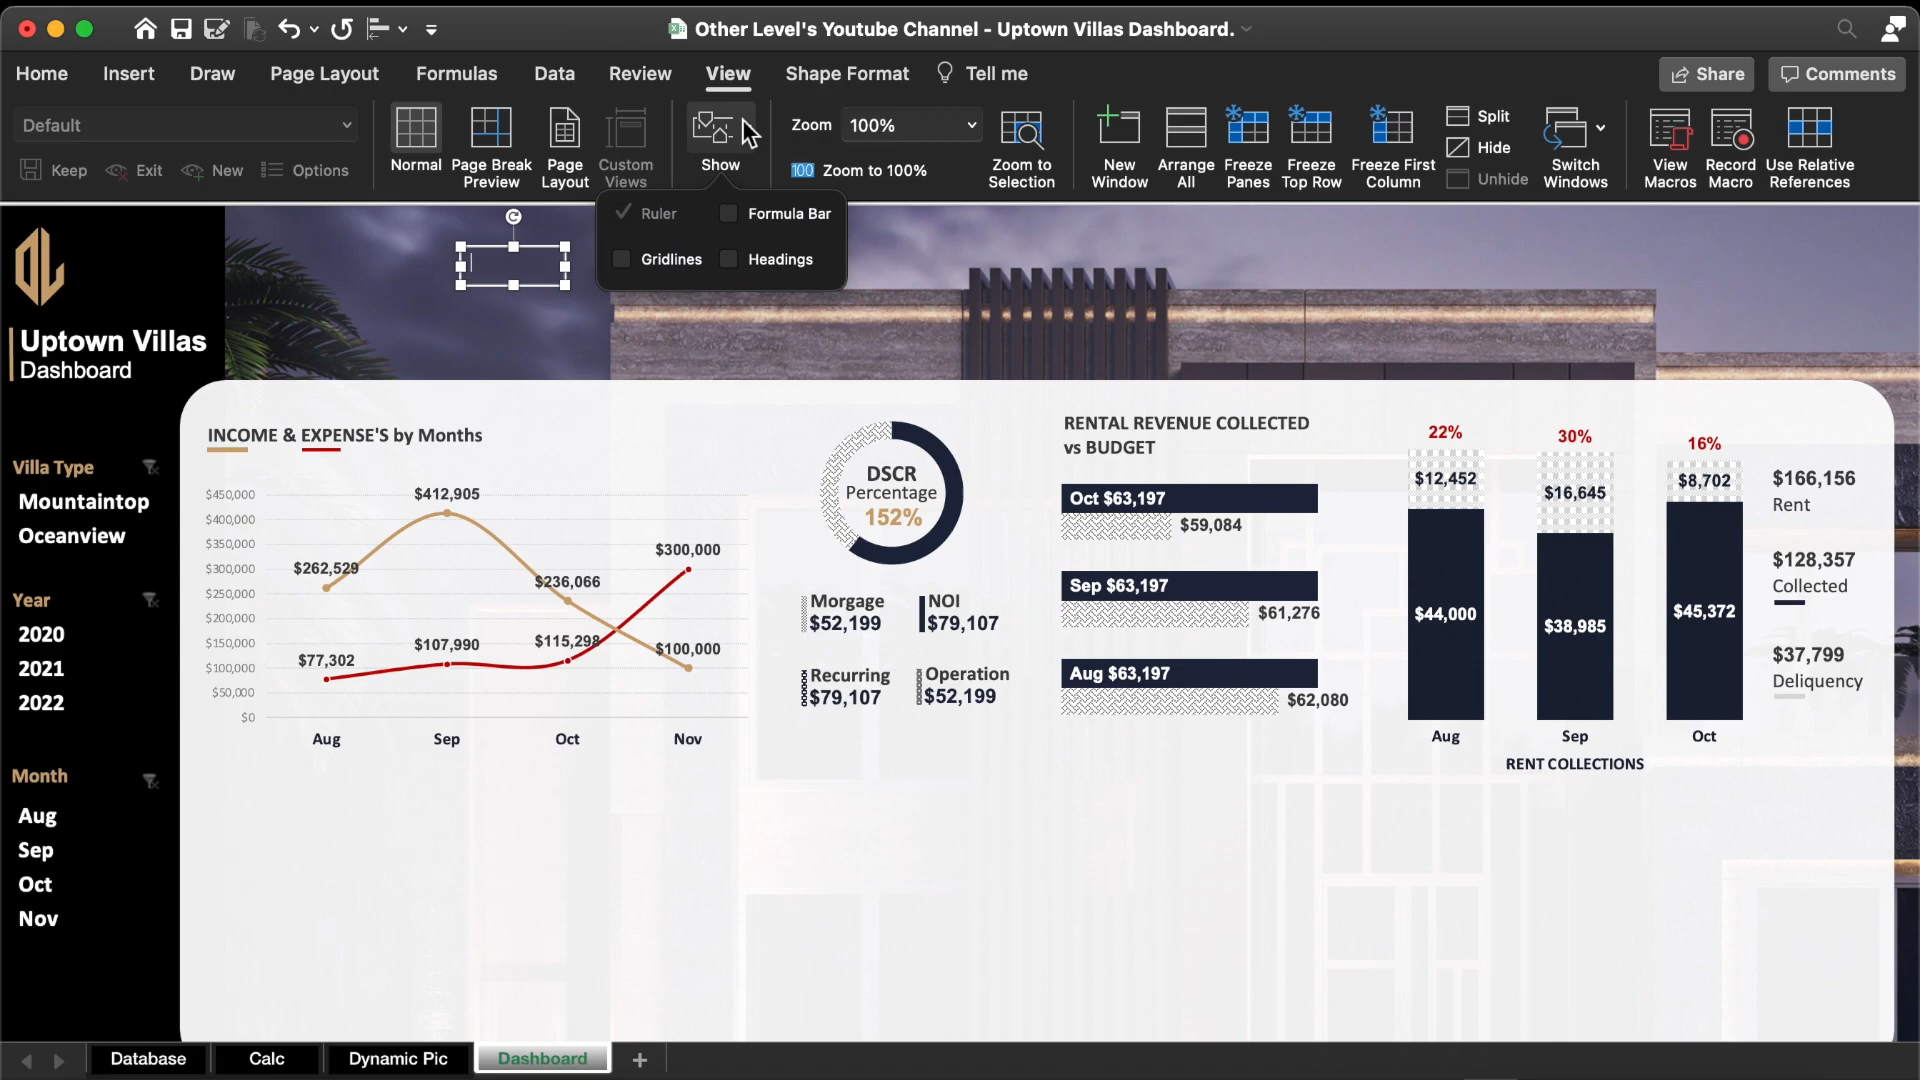 Other Level's Youtube Channel - Uptown Villas Dashboard.
Home Insert Draw Page Layout Formulas Data Review View Shape Format Tell me Share Comments
Default
Keep Exit New Options
Normal
Page Break Preview
Page Layout
Custom Views
Show
Zoom 100%
100 Zoom to 100%
Zoom to Selection
New Window
Arrange All
Freeze Panes
Freeze Top Row
Freeze First Column
Split
Hide
Unhide
Switch Windows
View Macros
Record Macro
Use Relative References
Ruler Formula Bar
Gridlines Headings
Uptown Villas
Dashboard
Villa Type
Mountaintop
Oceanview
Year
2020
2021
2022
Month
Aug
Sep
Oct
Nov
INCOME & EXPENSE'S by Months
$450,000
$400,000
$350,000
$300,000
$250,000
$200,000
$150,000
$100,000
$50,000
$0
$262,529
$412,905
$236,066
$100,000
$77,302
$107,990
$115,298
$300,000
Aug Sep Oct Nov
DSCR
Percentage
152%
Morgage
$52,199
NOI
$79,107
Recurring
$79,107
Operation
$52,199
RENTAL REVENUE COLLECTED
vs BUDGET
Oct $63,197
$59,084
Sep $63,197
$61,276
Aug $63,197
$62,080
22% 30% 16%
$12,452 $16,645 $8,702
$44,000 $38,985 $45,372
Aug Sep Oct
RENT COLLECTIONS
$166,156
Rent
$128,357
Collected
$37,799
Deliquency
Database Calc Dynamic Pic Dashboard